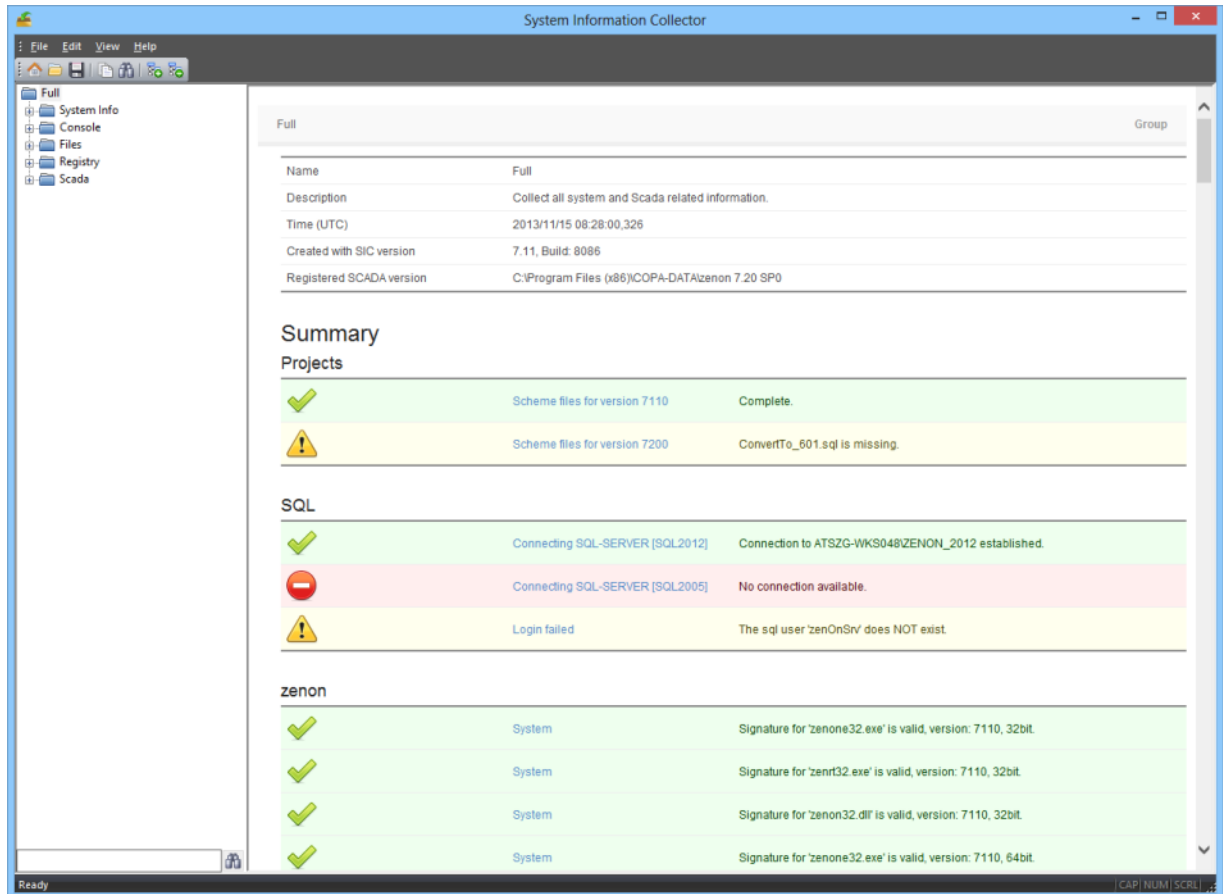 System Information Collector
File Edit View Help
Full
System Info
Console
Files
Registry
Scada
Full Group
Name Full
Description Collect all system and Scada related information.
Time (UTC) 2013/11/15 08:28:00,326
Created with SIC version 7.11, Build: 8086
Registered SCADA version C:\Program Files (x86)\COPA-DATA\zenon 7.20 SP0
Summary
Projects
Scheme files for version 7110 Complete.
Scheme files for version 7200 ConvertTo_601.sql is missing.
SQL
Connecting SQL-SERVER [SQL2012] Connection to ATSZG-WKS048\ZENON_2012 established.
Connecting SQL-SERVER [SQL2005] No connection available.
Login failed The sql user 'zenOnSrv' does NOT exist.
zenon
System Signature for 'zenone32.exe' is valid, version: 7110, 32bit.
System Signature for 'zenrt32.exe' is valid, version: 7110, 32bit.
System Signature for 'zenon32.dll' is valid, version: 7110, 32bit.
System Signature for 'zenone32.exe' is valid, version: 7110, 64bit.
Ready CAP NUM SCRL